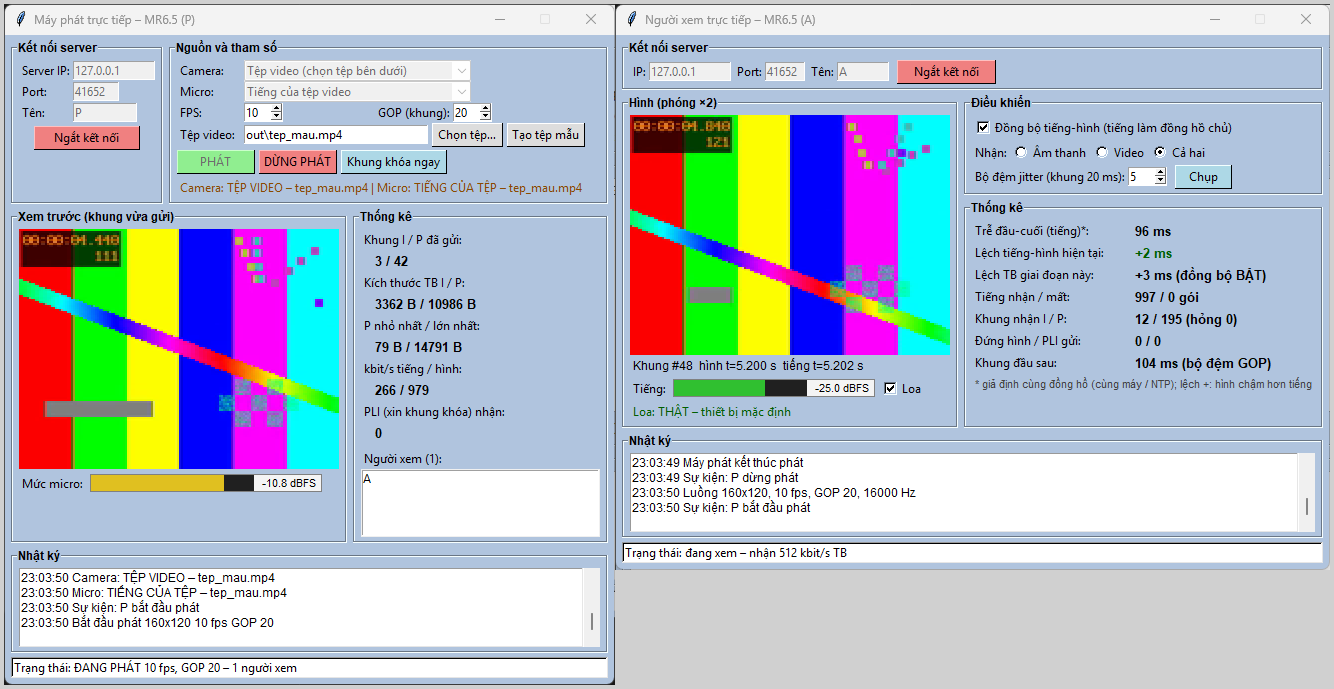 Máy phát trực tiếp – MR6.5 (P)
Kết nối server
Server IP: 127.0.0.1
Port: 41652
Tên: P
Ngắt kết nối
Nguồn và tham số
Camera: Tệp video (chọn tệp bên dưới)
Micro: Tiếng của tệp video
FPS: 10 GOP (khung): 20
Tệp video: out\tep_mau.mp4 Chọn tệp... Tạo tệp mẫu
PHÁT DỪNG PHÁT Khung khóa ngay
Camera: TỆP VIDEO – tep_mau.mp4 | Micro: TIẾNG CỦA TỆP – tep_mau.mp4
Xem trước (khung vừa gửi)
00:00:04.440
111
Mức micro: -10.8 dBFS
Thống kê
Khung I / P đã gửi:
3 / 42
Kích thước TB I / P:
3362 B / 10986 B
P nhỏ nhất / lớn nhất:
79 B / 14791 B
kbit/s tiếng / hình:
266 / 979
PLI (xin khung khóa) nhận:
0
Người xem (1):
A
Nhật ký
23:03:50 Camera: TỆP VIDEO – tep_mau.mp4
23:03:50 Micro: TIẾNG CỦA TỆP – tep_mau.mp4
23:03:50 Sự kiện: P bắt đầu phát
23:03:50 Bắt đầu phát 160x120 10 fps GOP 20
Trạng thái: ĐANG PHÁT 10 fps, GOP 20 – 1 người xem
Người xem trực tiếp – MR6.5 (A)
Kết nối server
IP: 127.0.0.1 Port: 41652 Tên: A Ngắt kết nối
Hình (phóng ×2)
00:00:04.840
121
Khung #48 hình t=5.200 s tiếng t=5.202 s
Tiếng: -25.0 dBFS Loa
Loa: THẬT – thiết bị mặc định
Điều khiển
Đồng bộ tiếng-hình (tiếng làm đồng hồ chủ)
Nhận: Âm thanh Video Cả hai
Bộ đệm jitter (khung 20 ms): 5 Chụp
Thống kê
Trễ đầu-cuối (tiếng)*: 96 ms
Lệch tiếng-hình hiện tại: +2 ms
Lệch TB giai đoạn này: +3 ms (đồng bộ BẬT)
Tiếng nhận / mất: 997 / 0 gói
Khung nhận I / P: 12 / 195 (hỏng 0)
Đứng hình / PLI gửi: 0 / 0
Khung đầu sau: 104 ms (bộ đệm GOP)
* giả định cùng đồng hồ (cùng máy / NTP); lệch +: hình chậm hơn tiếng
Nhật ký
23:03:49 Máy phát kết thúc phát
23:03:49 Sự kiện: P dừng phát
23:03:50 Luồng 160x120, 10 fps, GOP 20, 16000 Hz
23:03:50 Sự kiện: P bắt đầu phát
Trạng thái: đang xem – nhận 512 kbit/s TB